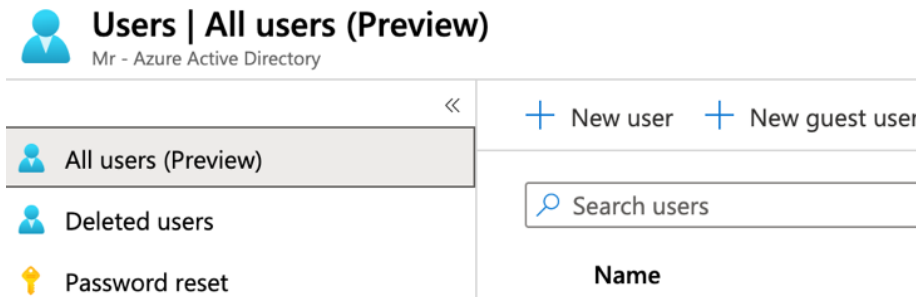 Users | All users (Preview)
Mr - Azure Active Directory
All users (Preview)
Deleted users
Password reset
+ New user + New guest user
Search users
Name